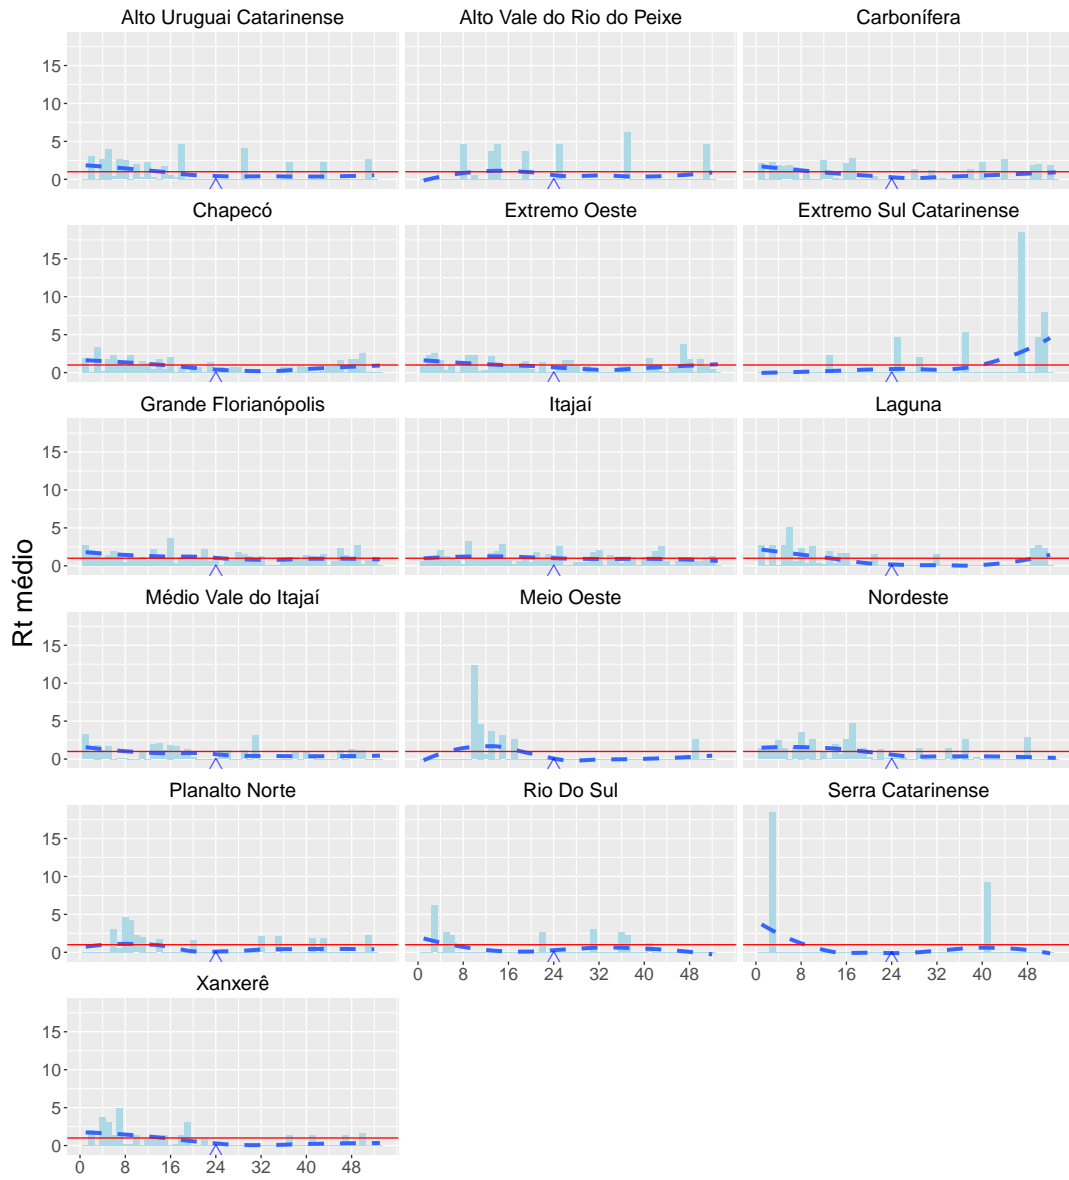 Alto Uruguai Catarinense
Alto Vale do Rio do Peixe
Carbonífera
15
10
5
0
Chapecó
Extremo Oeste
Extremo Sul Catarinense
15
10
5
0
Grande Florianópolis
Itajaí
Laguna
15
10
5
0
Rt médio
Médio Vale do Itajaí
Meio Oeste
Nordeste
15
10
5
0
Planalto Norte
Rio Do Sul
Serra Catarinense
15
10
5
0
0 8 16 24 32 40 48
0 8 16 24 32 40 48
Xanxerê
15
10
5
0
0 8 16 24 32 40 48